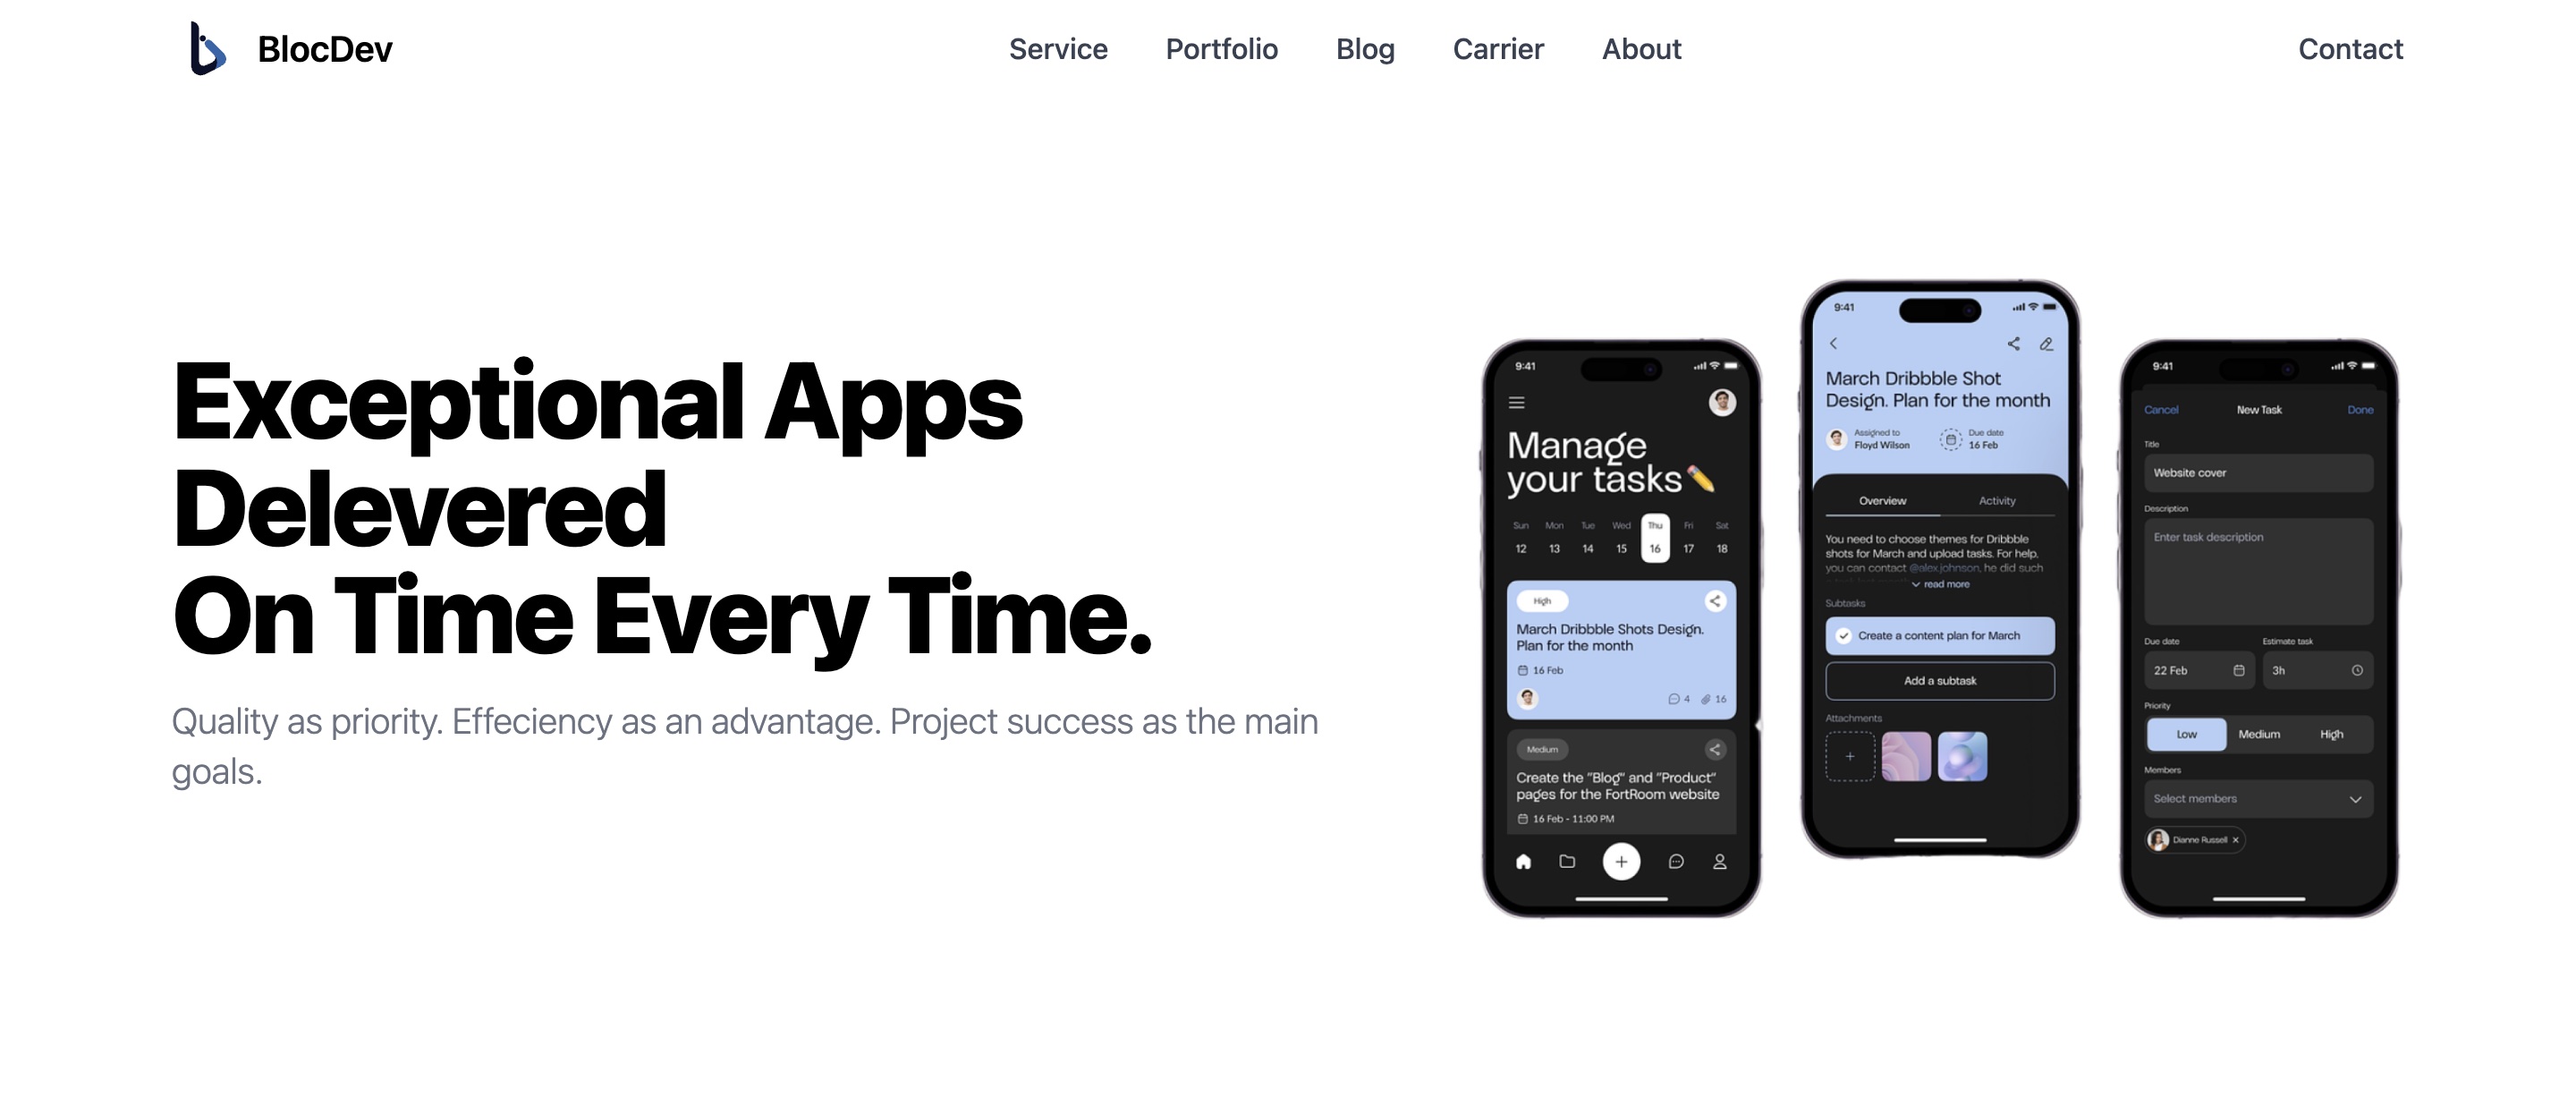 BlocDev
Service
Portfolio
Blog
Carrier
About
Contact
Exceptional Apps
Delevered
On Time Every Time.
Quality as priority. Effeciency as an advantage. Project success as the main
goals.
9:41
Manage
your tasks
Sun Mon Tue Wed Thu Fri Sat
12 13 14 15 16 17 18
High
March Dribbble Shots Design.
Plan for the month
16 Feb
4 16
Medium
Create the "Blog" and "Product"
pages for the FortRoom website
16 Feb - 11:00 PM
9:41
March Dribbble Shot
Design. Plan for the month
Assigned to
Floyd Wilson
Due date
16 Feb
Overview
Activity
You need to choose themes for Dribbble
shots for March and upload tasks. For help,
you can contact @alex.johnson, he did such
read more
Subtasks
Create a content plan for March
Add a subtask
Attachments
9:41
Cancel
New Task
Done
Title
Website cover
Description
Enter task description
Due date
Estimate task
22 Feb
3h
Priority
Low
Medium
High
Members
Select members
Dianne Russell